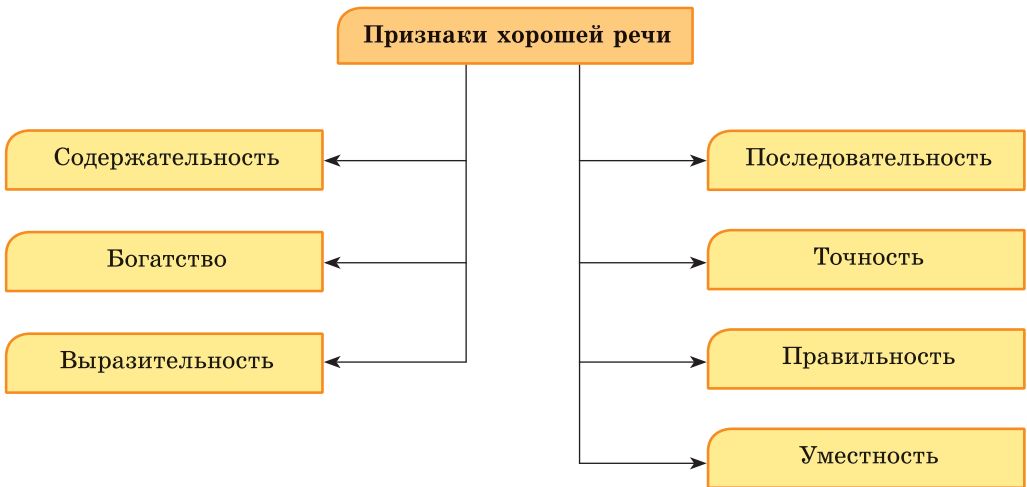 Признаки хорошей речи
Содержательность
Богатство
Выразительность
Последовательность
Точность
Правильность
Уместность